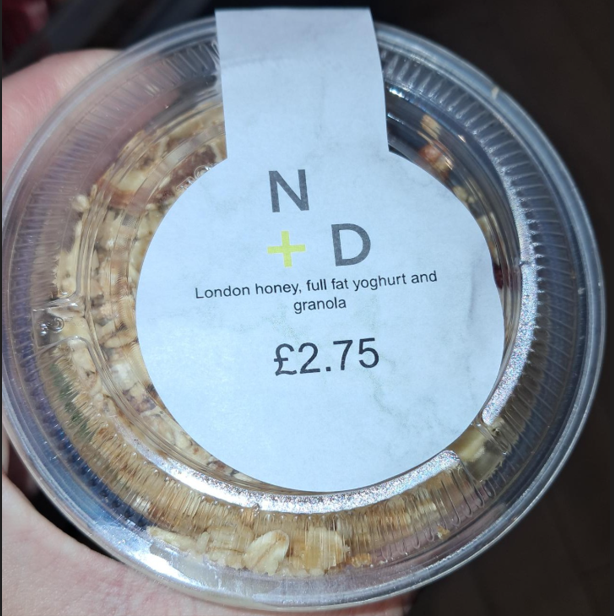 N
+ D
London honey, full fat yoghurt and
granola
£2.75